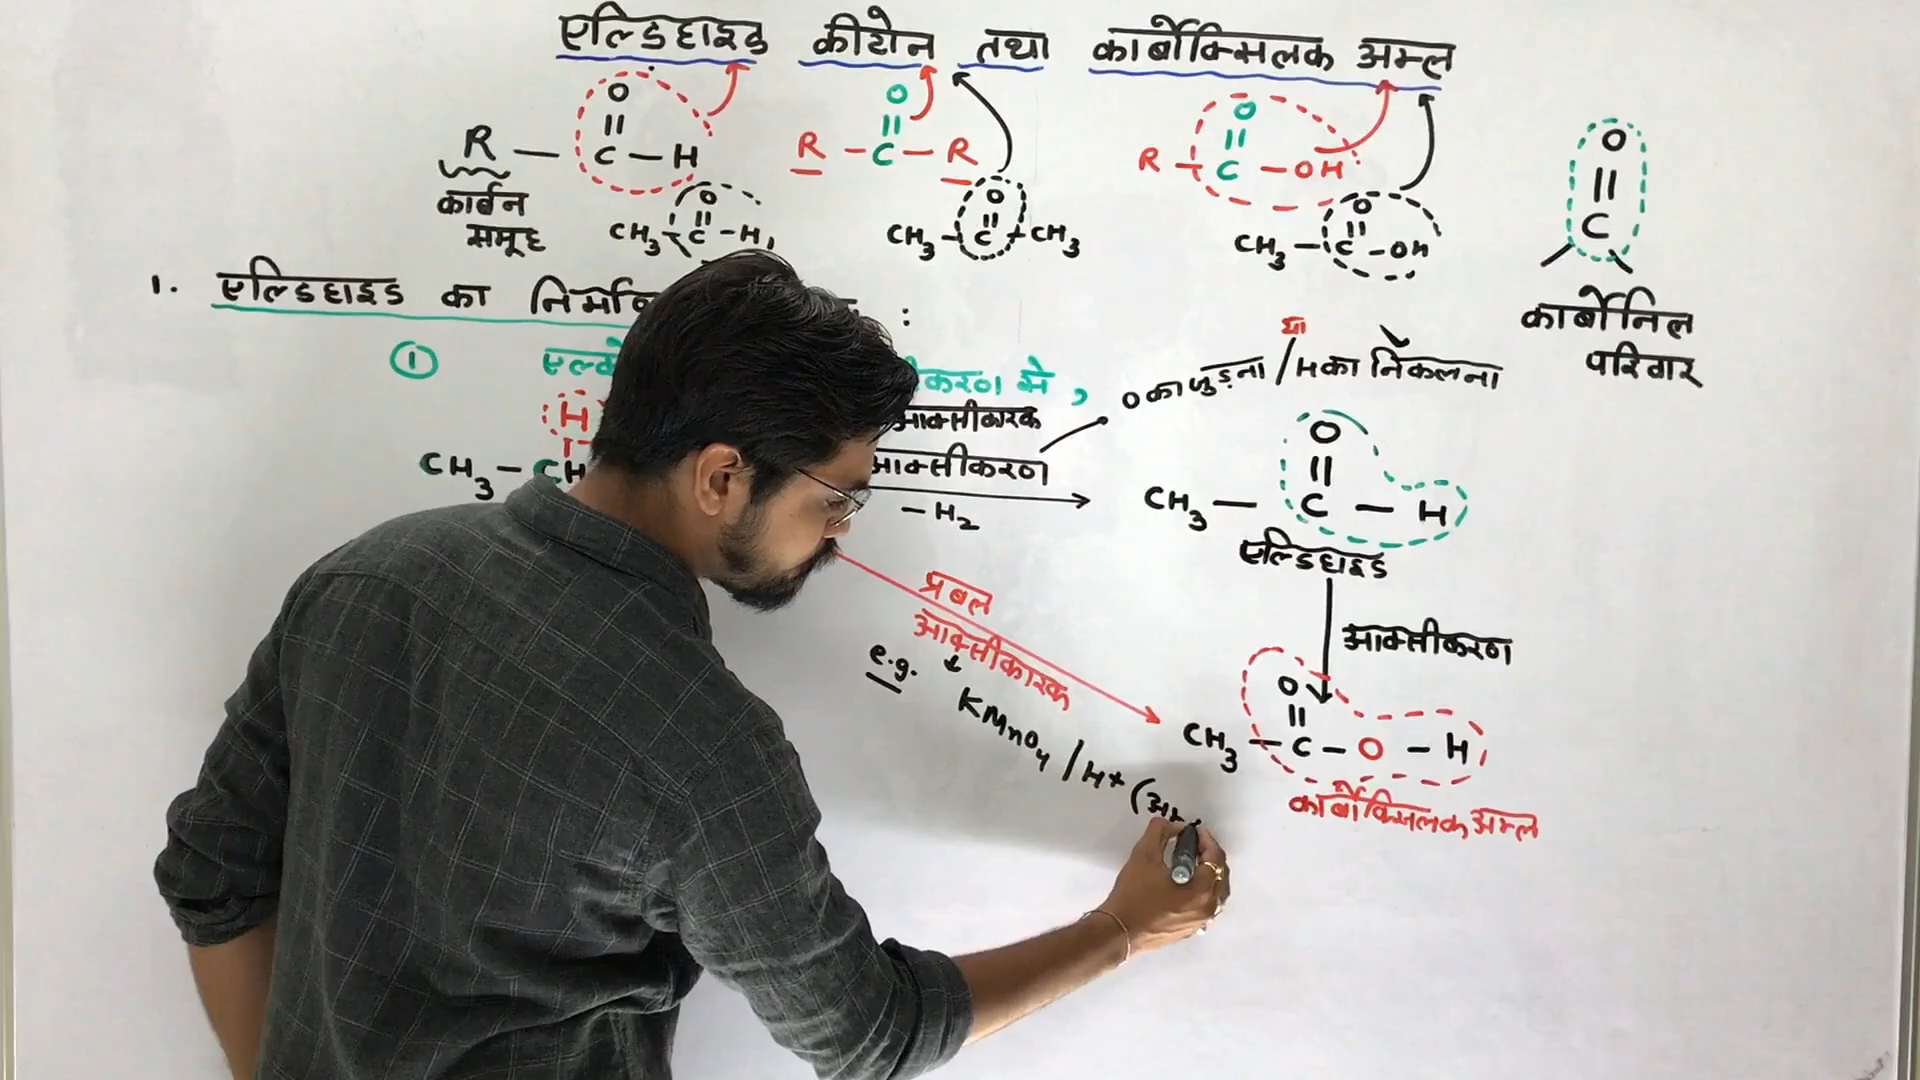 एल्डिहाइड कीटोन तथा कार्बोक्सिलक अम्ल
O O O O
|| || || ||
R — C — H R — C — R R — C — OH C
कार्बन
समूह
O O O
|| || ||
CH3 — C — H CH3 — C — CH3 CH3 — C — OH
कार्बोनिल
परिवार
1. एल्डिहाइड का :
① करण से,
O का जुड़ना / H का निकलना
या
H
आक्सीकारक
CH3 — CH
आक्सीकरण
— H2
O
||
CH3 — C — H
एल्डिहाइड
आक्सीकरण
प्रबल
आक्सीकारक
e.g.
KMnO4 / H+ (
O
||
CH3 — C — O — H
कार्बोक्सिलक अम्ल